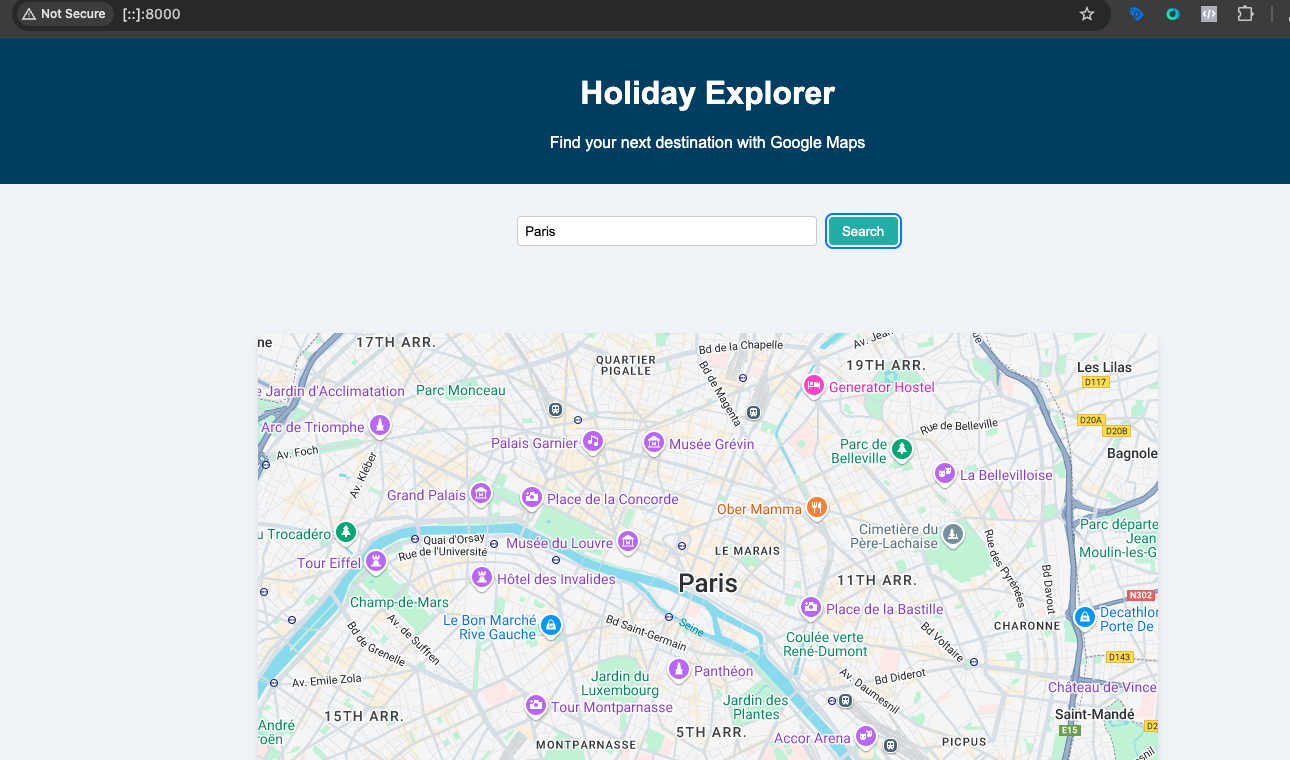 Not Secure
[::]:8000
Holiday Explorer
Find your next destination with Google Maps
Paris
Search
ne
17TH ARR.
QUARTIER
PIGALLE
Bd de la Chapelle
Av. Jean
19TH ARR.
Les Lilas
D117
e Jardin d'Acclimatation
Parc Monceau
Bd de Magenta
Generator Hostel
Arc de Triomphe
Palais Garnier
Musée Grévin
Rue de Belleville
D20A
D20B
Av. Foch
Parc de
Belleville
Bagnole
Av. Kléber
La Bellevilloise
Grand Palais
Place de la Concorde
Ober Mamma
u Trocadéro
Quai d'Orsay
Rue de l'Université
Musée du Louvre
LE MARAIS
Cimetière du
Père-Lachaise
Rue des Pyrénées
Parc départe
Jean
Moulin-les-G
Tour Eiffel
Hôtel des Invalides
Paris
11TH ARR.
Bd Davout
N302
Champ-de-Mars
Place de la Bastille
Decathlon
Porte De
Le Bon Marché
Rive Gauche
Bd Saint-Germain
Seine
CHARONNE
Bd de Grenelle
Av. de Suffren
Coulée verte
René-Dumont
Bd Voltaire
D143
Av. Emile Zola
Jardin du
Luxembourg
Panthéon
Av. Daumesnil
Bd Diderot
Château de Vince
15TH ARR.
Tour Montparnasse
Jardin des
Plantes
Saint-Mandé
E15
D2
André
roën
MONTPARNASSE
5TH ARR.
Accor Arena
PICPUS
snil